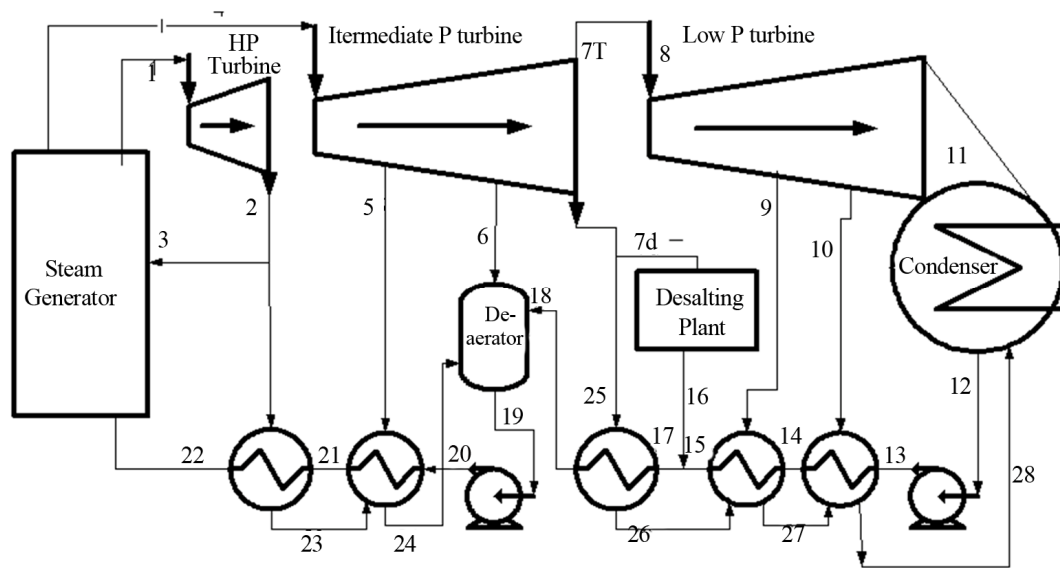 HP
Turbine
Itermediate P turbine
7T
8
Low P turbine
1
2
3
5
6
7d
9
10
11
Steam
Generator
De-
aerator
18
Desalting
Plant
Condenser
12
19
25
16
22
21
20
17
15
14
13
28
23
24
26
27